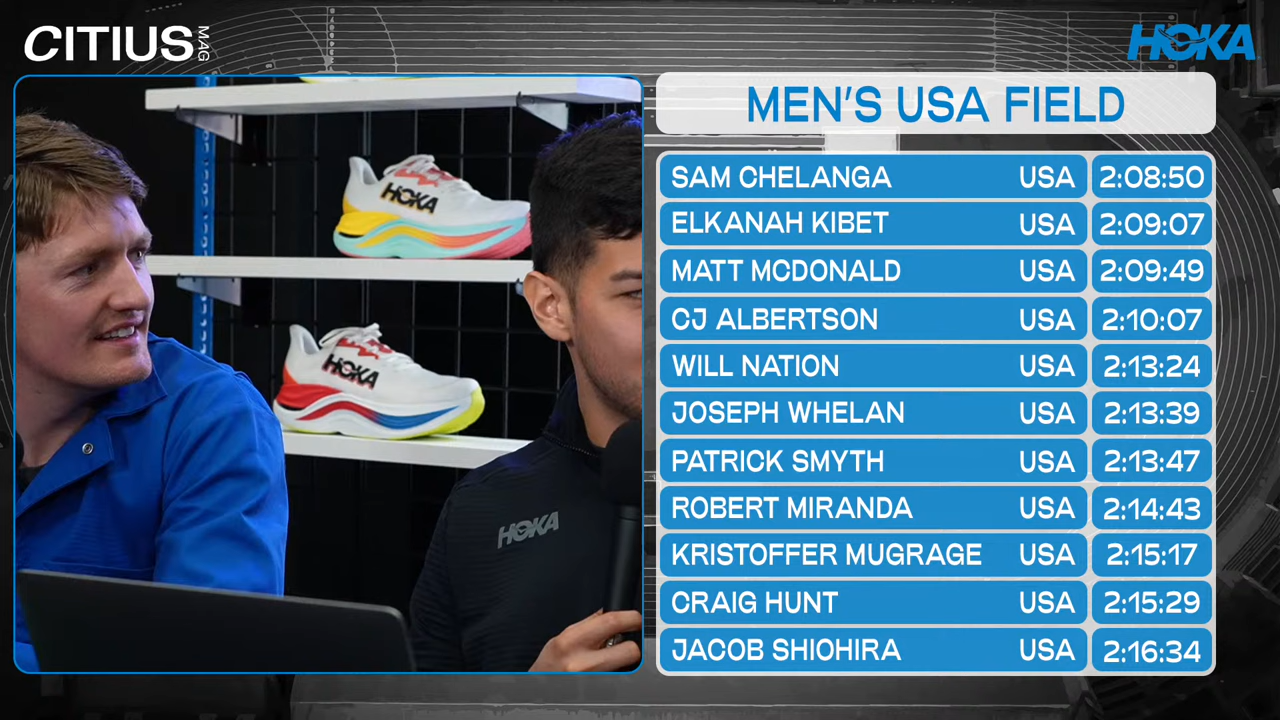 CITIUS MAG
HOKA
MEN'S USA FIELD
SAM CHELANGA USA 2:08:50
ELKANAH KIBET USA 2:09:07
MATT MCDONALD USA 2:09:49
CJ ALBERTSON USA 2:10:07
WILL NATION USA 2:13:24
JOSEPH WHELAN USA 2:13:39
PATRICK SMYTH USA 2:13:47
ROBERT MIRANDA USA 2:14:43
KRISTOFFER MUGRAGE USA 2:15:17
CRAIG HUNT USA 2:15:29
JACOB SHIOHIRA USA 2:16:34
HOKA
HOKA
HOKA